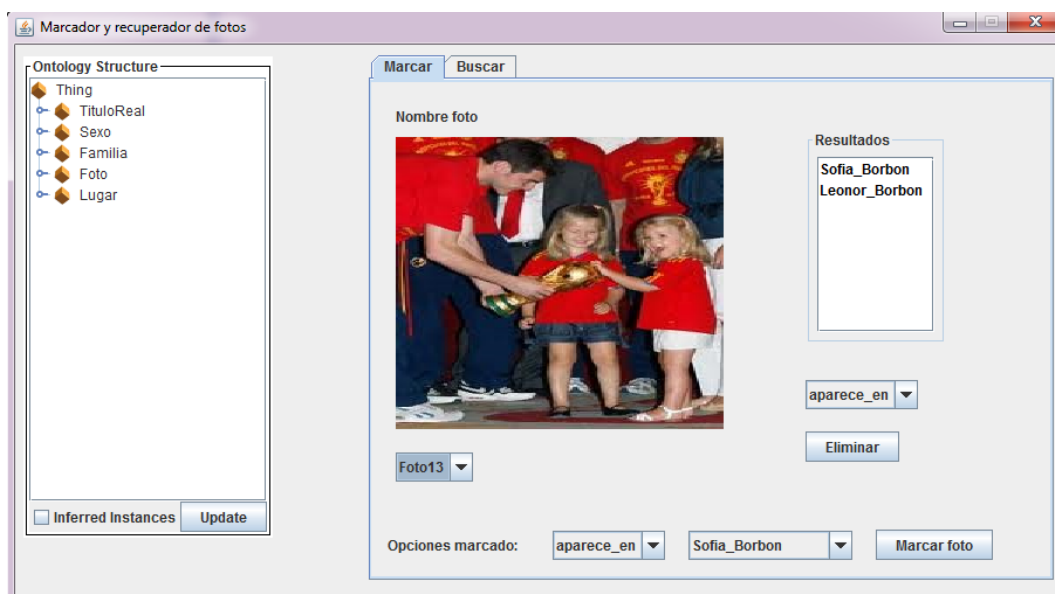 Marcador y recuperador de fotos
Ontology Structure
Thing
TituloReal
Sexo
Familia
Foto
Lugar
Inferred Instances
Update
Marcar
Buscar
Nombre foto
Foto13
Resultados
Sofia_Borbon
Leonor_Borbon
aparece_en
Eliminar
Opciones marcado:
aparece_en
Sofia_Borbon
Marcar foto